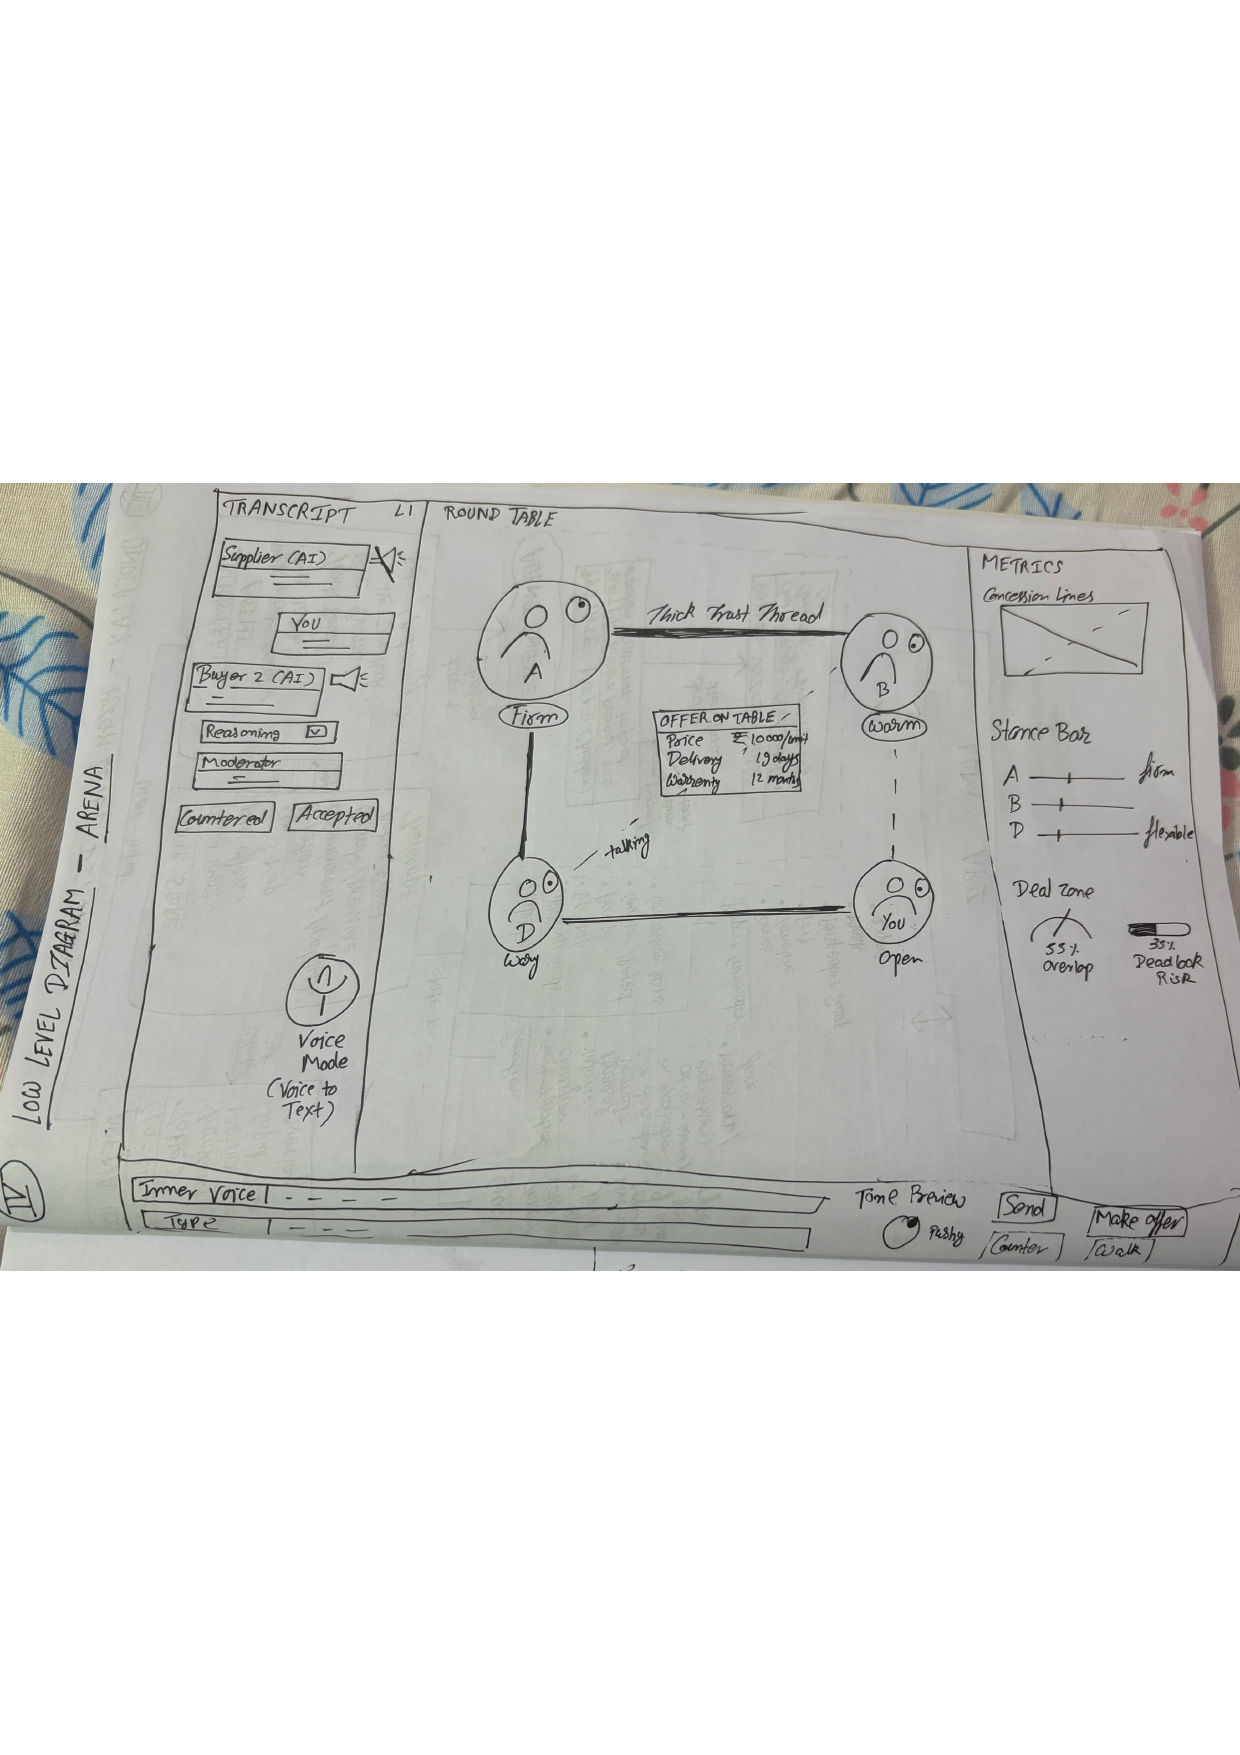 IV
LOW LEVEL DIAGRAM - ARENA
TRANSCRIPT L1
Supplier (AI)
You
Buyer 2 (AI)
Reasoning
Moderator
Countered
Accepted
Voice
Mode
(Voice to
Text)
ROUND TABLE
A
Firm
Thick Trust Thread
B
Warm
OFFER ON TABLE
Price ₹ 10000/unit
Delivery 19 days
Warrenty 12 months
talking
D
Wary
You
Open
METRICS
Concession Lines
Stance Bar
A firm
B
D flexible
Deal zone
55%
Overlap
35%
Deadlock
Risk
Inner Voice
Type
Tone Preview
Pushy
Send
Make offer
Counter
Walk